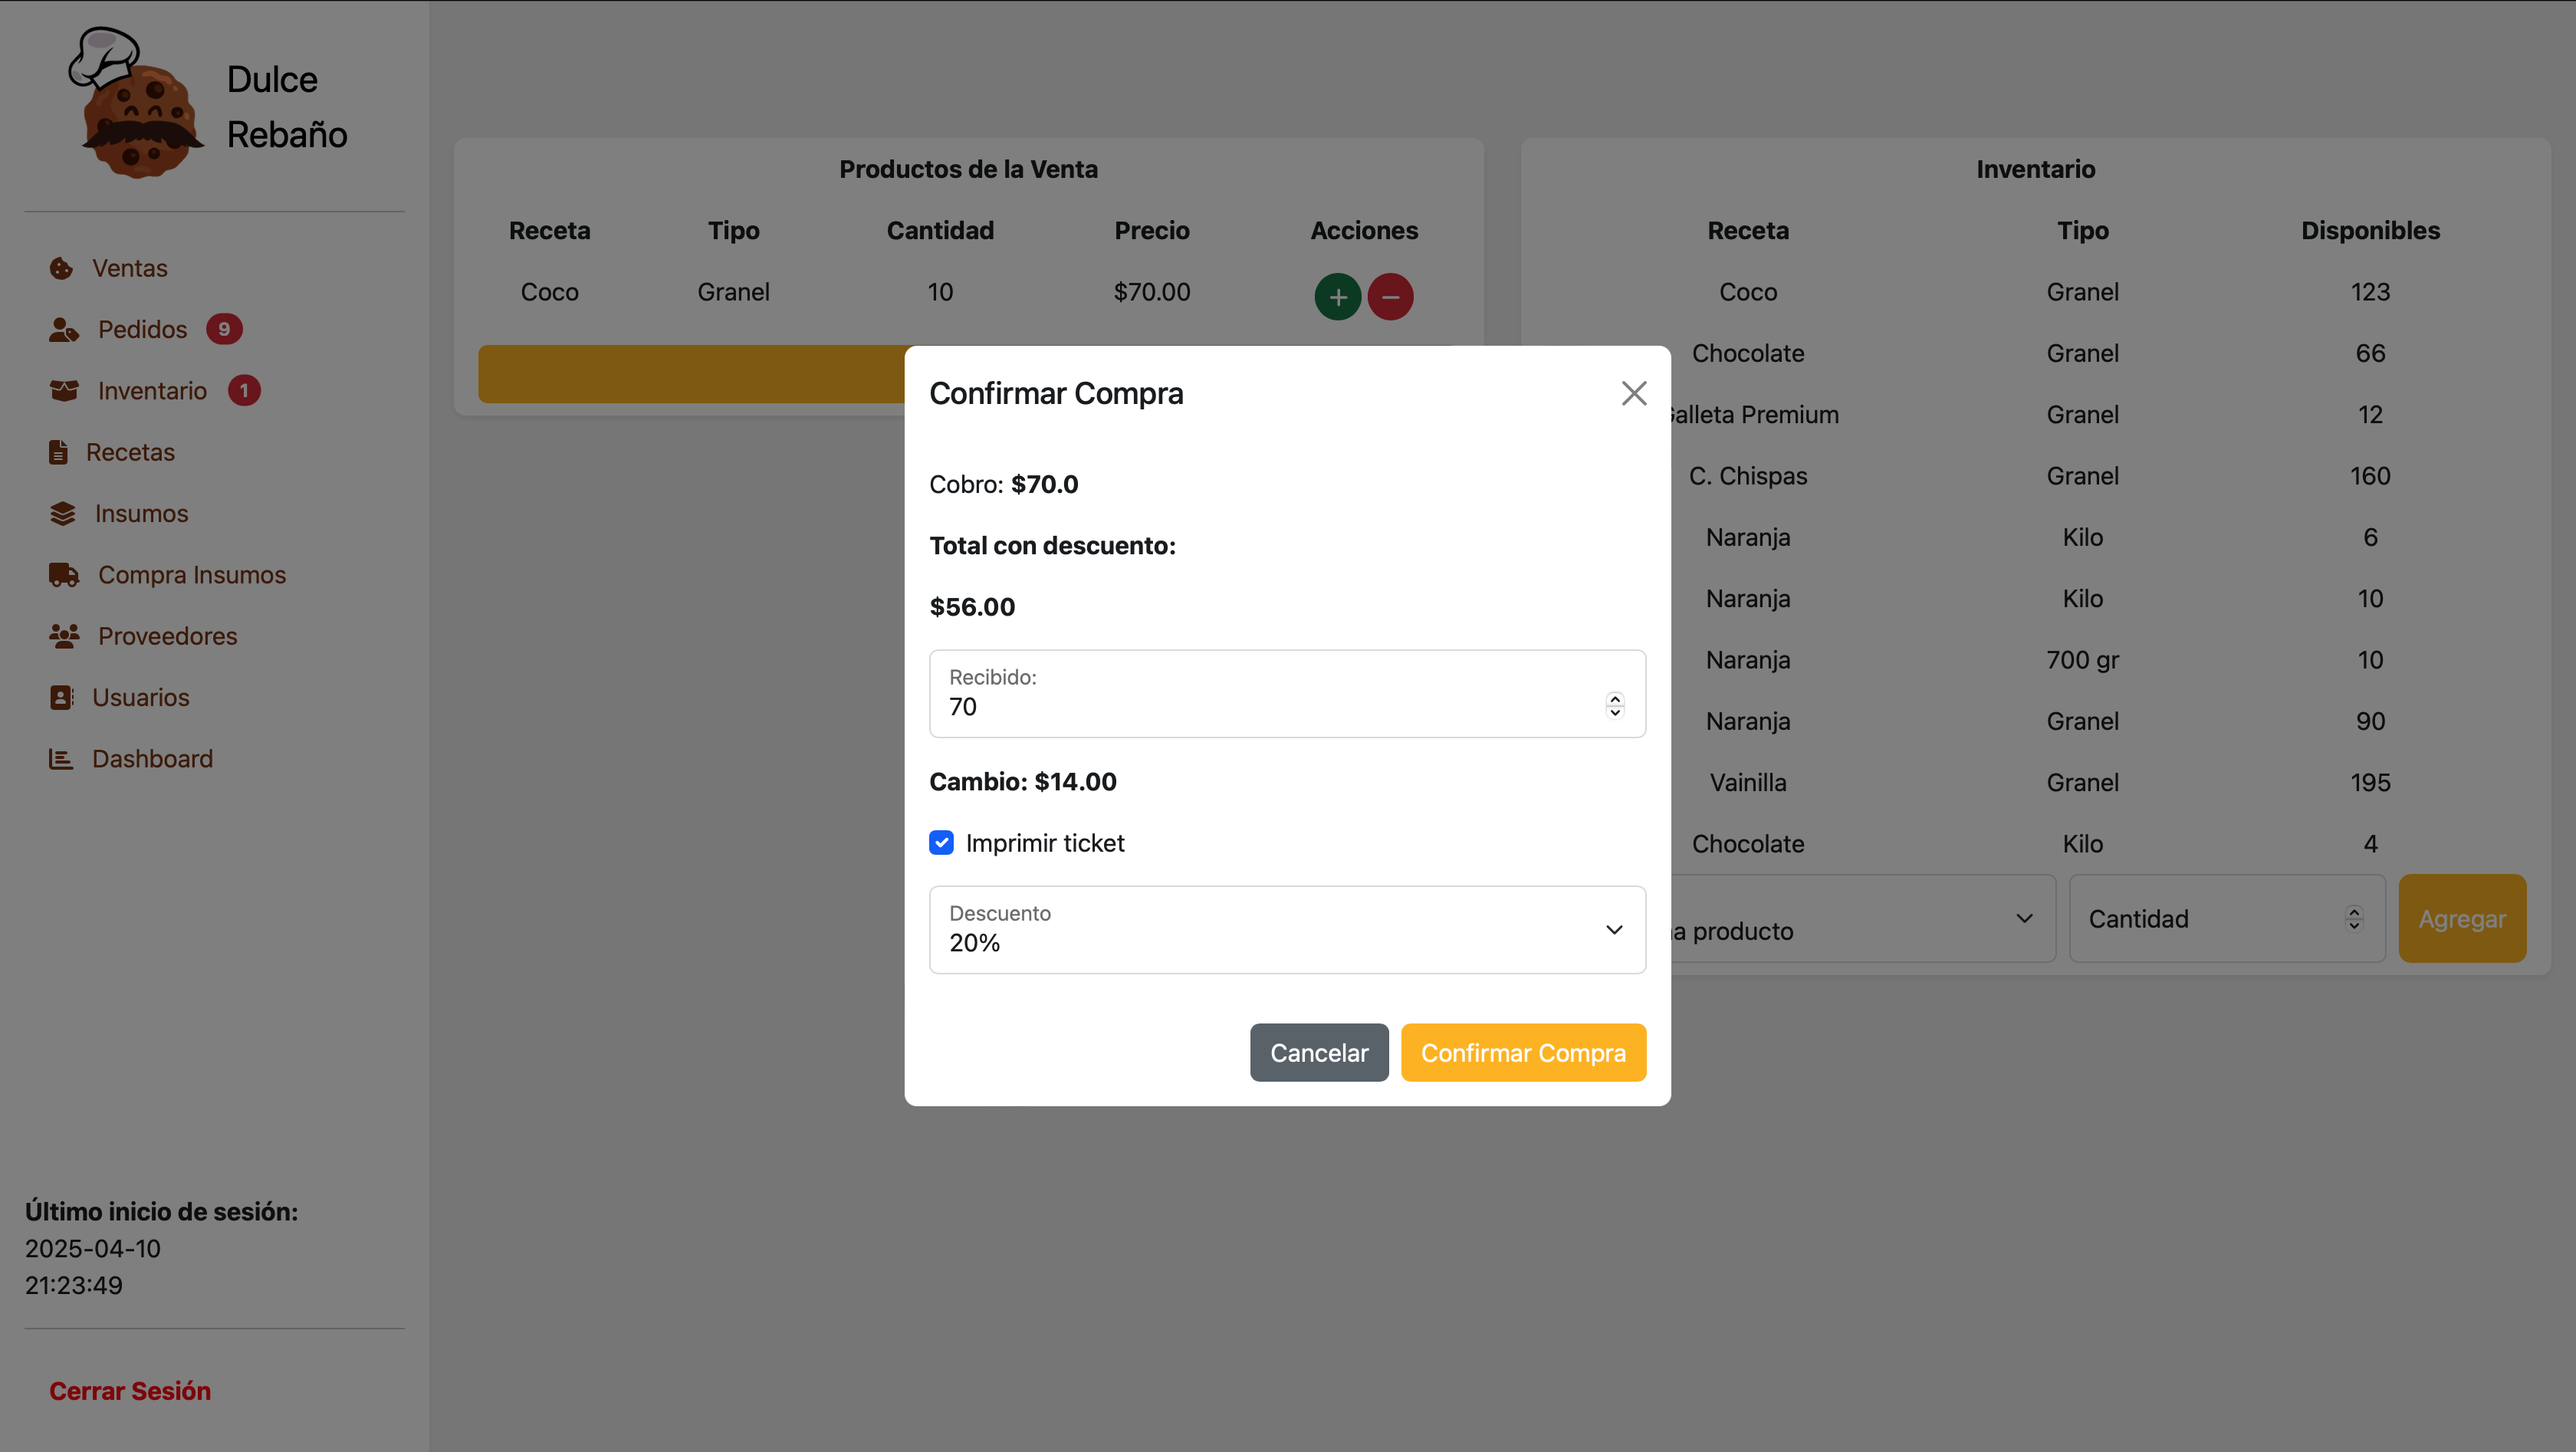 Dulce
Rebaño
Ventas
Pedidos 9
Inventario 1
Recetas
Insumos
Compra Insumos
Proveedores
Usuarios
Dashboard
Último inicio de sesión:
2025-04-10
21:23:49
Cerrar Sesión
Productos de la Venta
Receta Tipo Cantidad Precio Acciones
Coco Granel 10 $70.00
Confirmar Compra
Cobro: $70.0
Total con descuento:
$56.00
Recibido:
70
Cambio: $14.00
Imprimir ticket
Descuento
20%
Cancelar Confirmar Compra
Inventario
Receta Tipo Disponibles
Coco Granel 123
Chocolate Granel 66
Premium Granel 12
C. Chispas Granel 160
Naranja Kilo 6
Naranja Kilo 10
Naranja 700 gr 10
Naranja Granel 90
Vainilla Granel 195
Chocolate Kilo 4
producto Cantidad Agregar